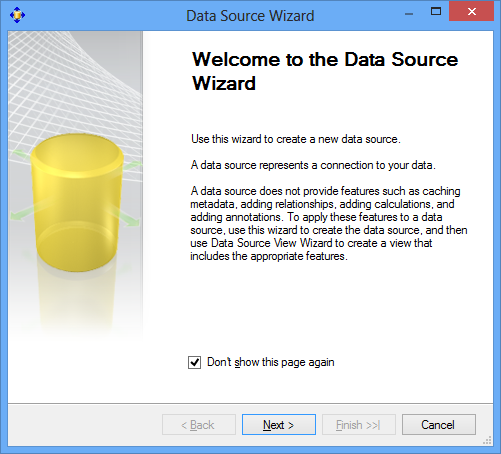 Data Source Wizard
Welcome to the Data Source
Wizard
Use this wizard to create a new data source.
A data source represents a connection to your data.
A data source does not provide features such as caching
metadata, adding relationships, adding calculations, and
adding annotations. To apply these features to a data
source, use this wizard to create the data source, and then
use Data Source View Wizard to create a view that
includes the appropriate features.
Don't show this page again
< Back Next > Finish >>| Cancel